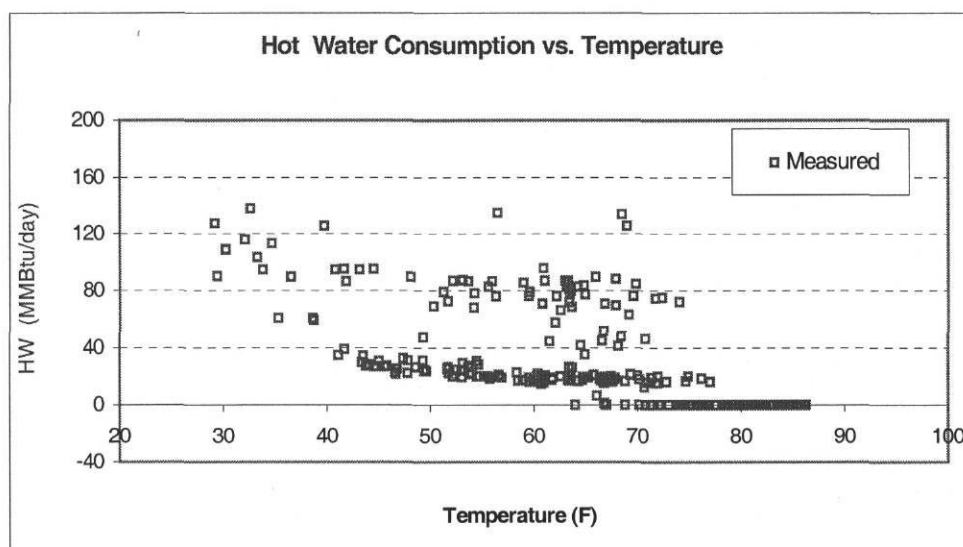 Hot Water Consumption vs. Temperature
200
160
120
80
40
0
-40
HW (MMBtu/day)
Measured
20 30 40 50 60 70 80 90 100
Temperature (F)